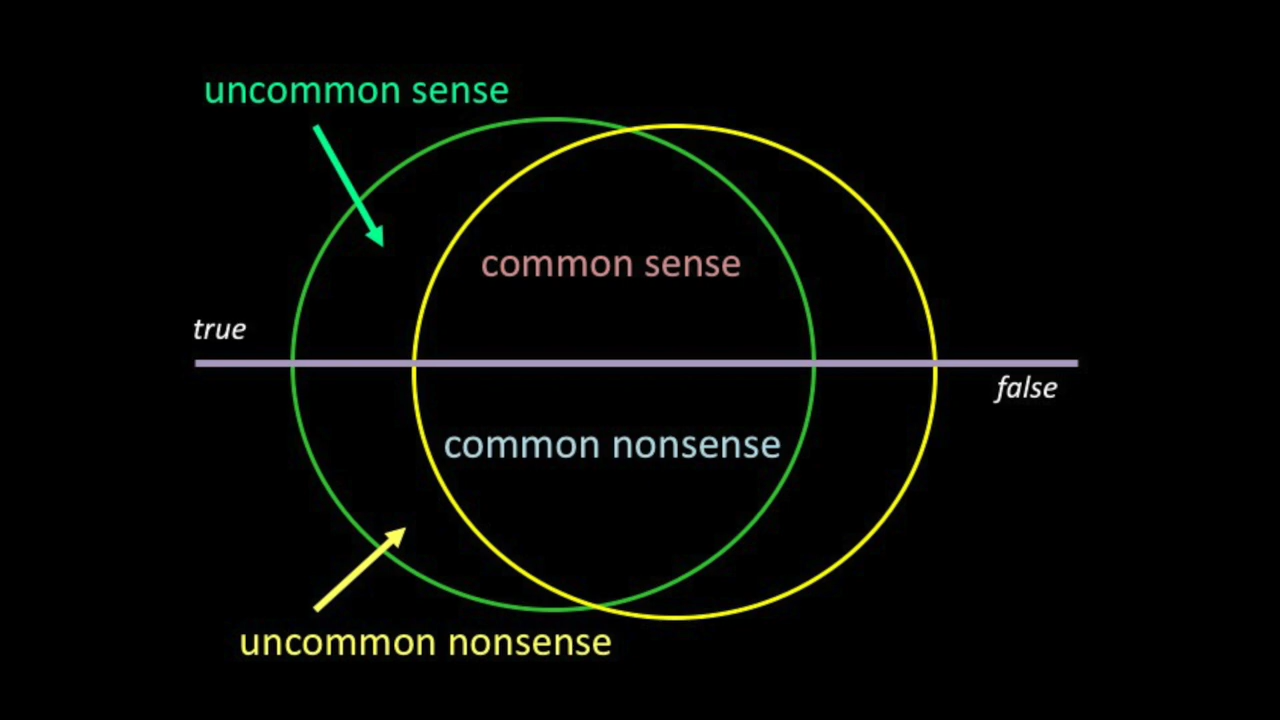 uncommon sense
common sense
true
false
common nonsense
uncommon nonsense